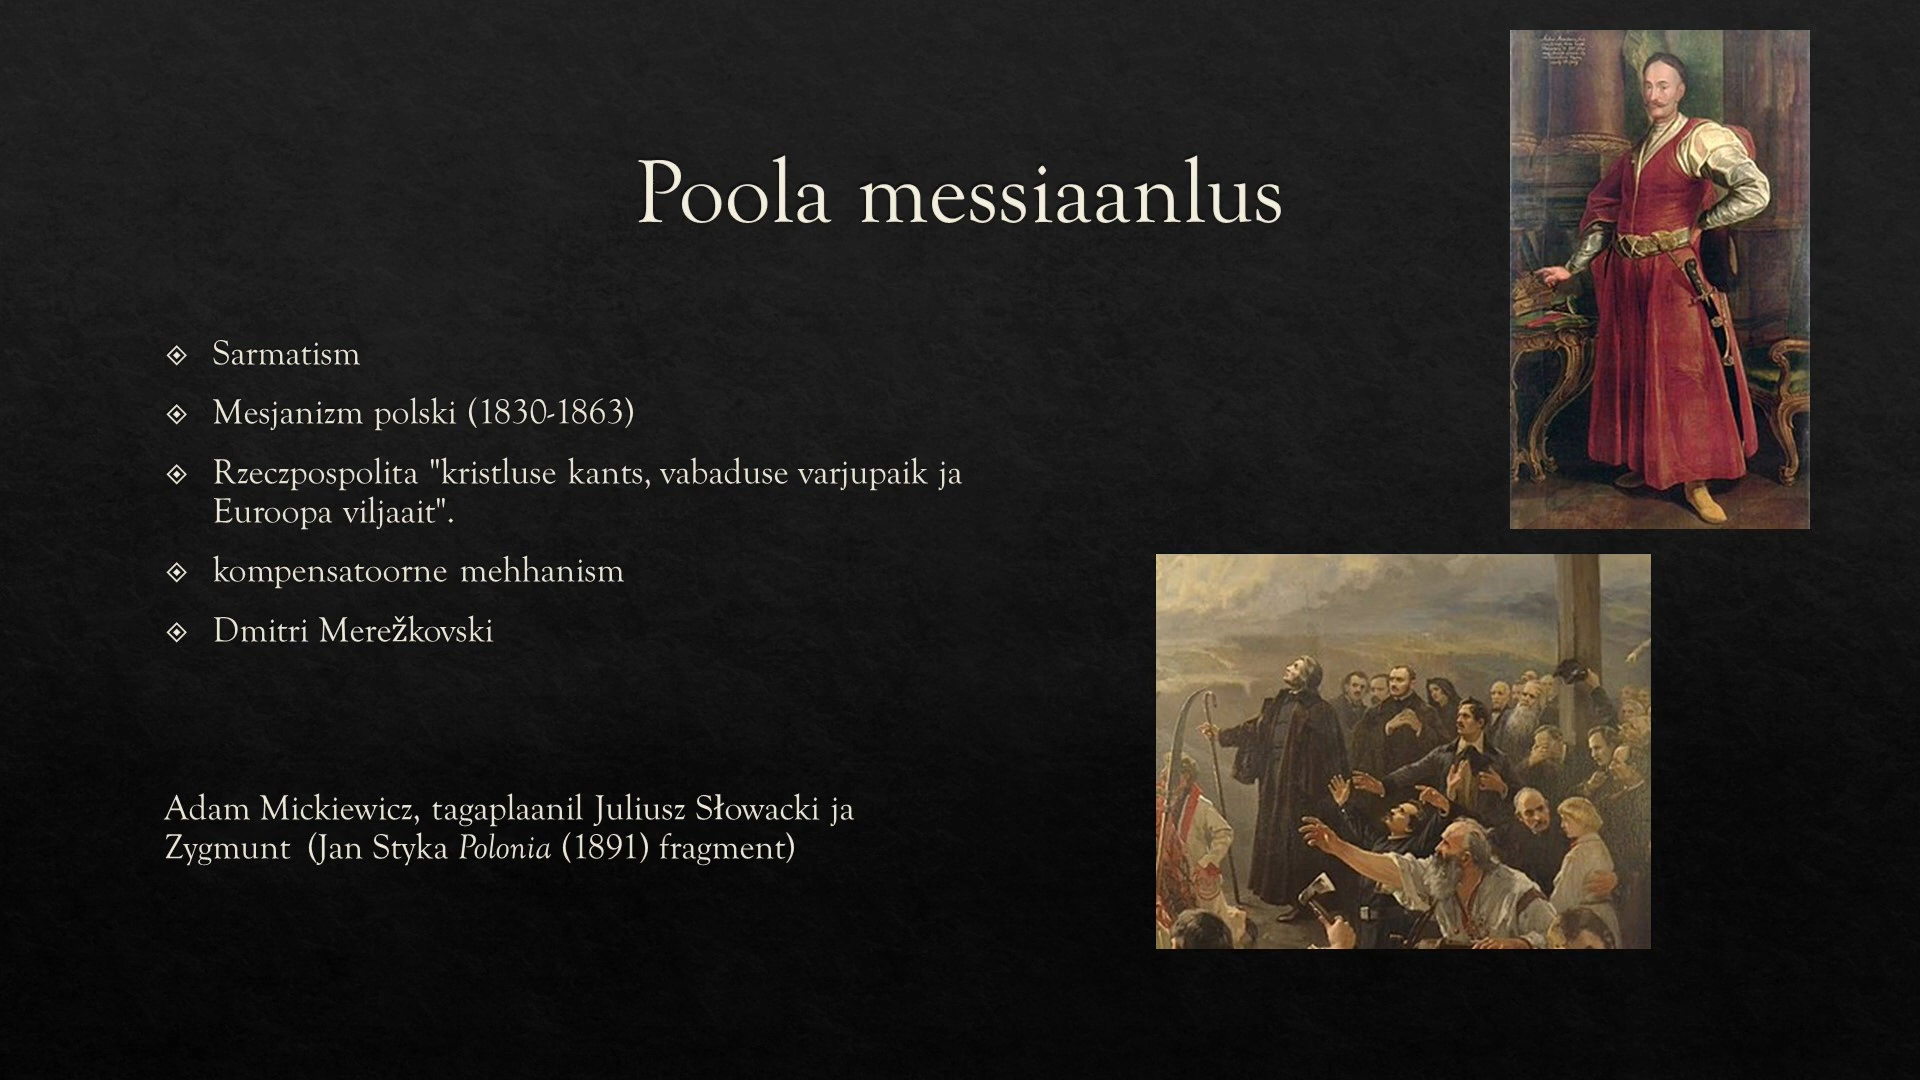 Poola messiaanlus
Sarmatism
Mesjanizm polski (1830-1863)
Rzeczpospolita "kristluse kants, vabaduse varjupaik ja
Euroopa viljaait".
kompensatoorne mehhanism
Dmitri Merežkovski
Adam Mickiewicz, tagaplaanil Juliusz Słowacki ja
Zygmunt  (Jan Styka Polonia (1891) fragment)